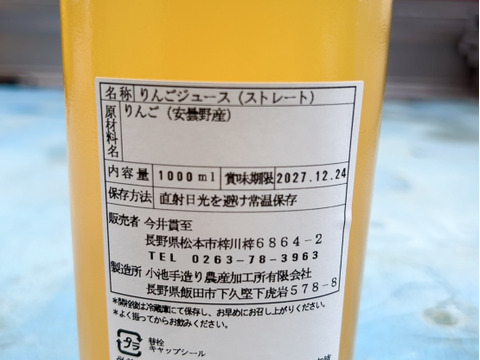 名称 りんごジュース（ストレート）
原材料名 りんご（安曇野産）
内容量 1000ml 賞味期限 2027.12.24
保存方法 直射日光を避け常温保存
販売者 今井貫至
長野県松本市梓川梓６８６４－２
TEL 0263-78-3963
製造所 小池手造り農産加工所有限会社
長野県飯田市下久堅下虎岩５７８－８
*開栓後は冷蔵庫にて保存し、お早めにお召し上がりください。
*よく振ってからお飲みください。
プラ 替栓
キャップシール